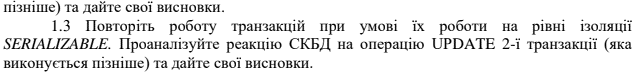 пізніше) та дайте свої висновки.
1.3 Повторіть роботу транзакцій при умові їх роботи на рівні ізоляції
SERIALIZABLE. Проаналізуйте реакцію СКБД на операцію UPDATE 2-ї транзакції (яка
виконується пізніше) та дайте свої висновки.